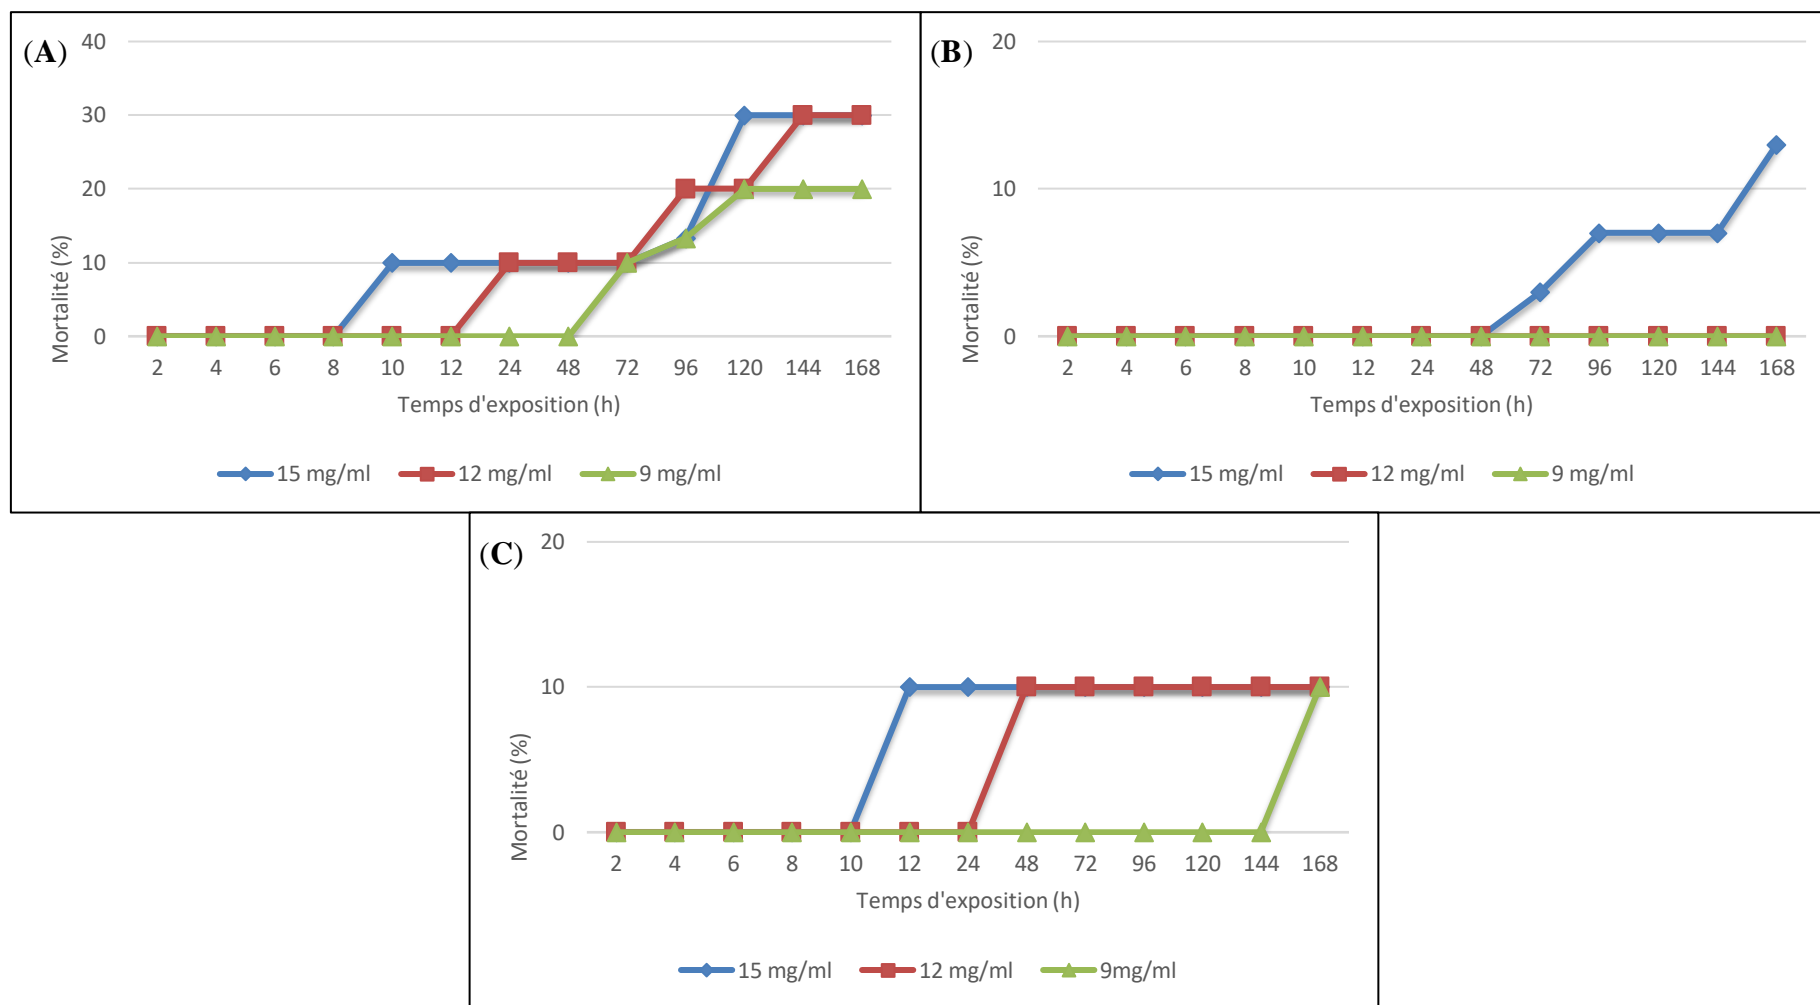 (A)
40
30
20
10
0
Mortalité (%)
2 4 6 8 10 12 24 48 72 96 120 144 168
Temps d'exposition (h)
15 mg/ml 12 mg/ml 9 mg/ml
(B)
20
10
0
Mortalité (%)
2 4 6 8 10 12 24 48 72 96 120 144 168
Temps d'exposition (h)
15 mg/ml 12 mg/ml 9 mg/ml
(C)
20
10
0
Mortalité (%)
2 4 6 8 10 12 24 48 72 96 120 144 168
Temps d'exposition (h)
15 mg/ml 12 mg/ml 9mg/ml